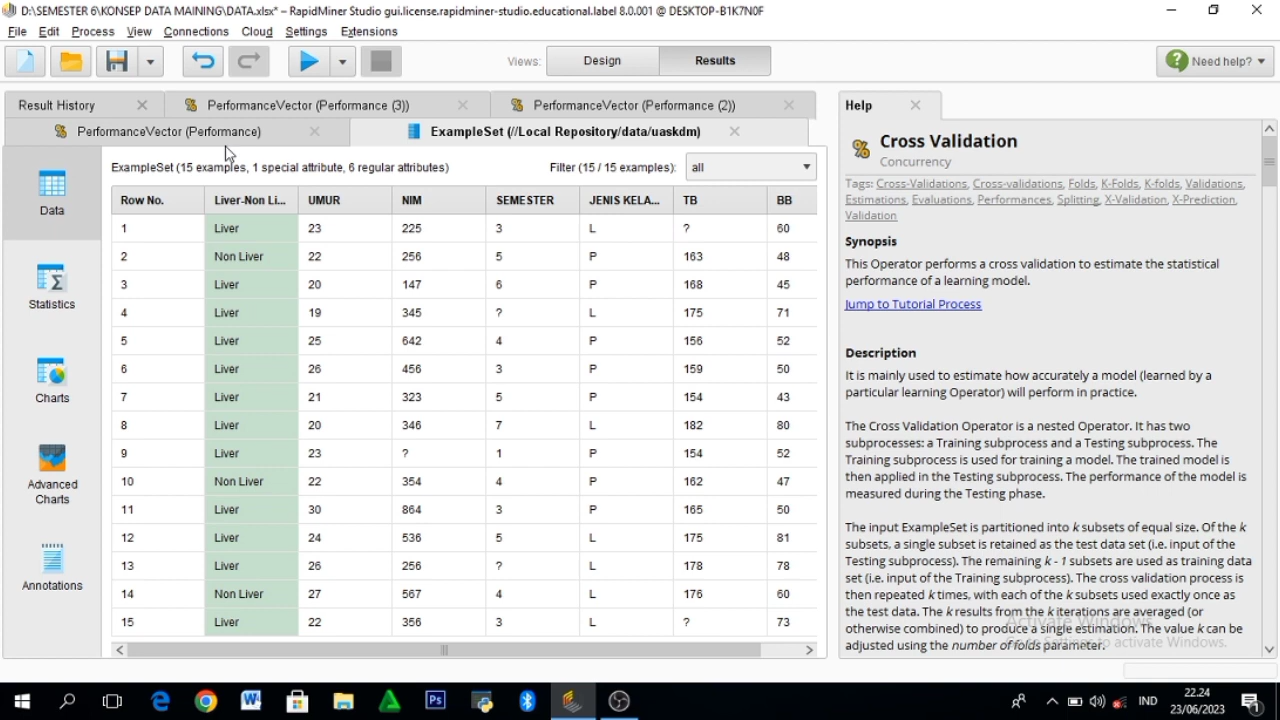 D:\SEMESTER 6\KONSEP DATA MAINING\DATA.xlsx* – RapidMiner Studio gui.license.rapidminer-studio.educational.label 8.0.001 @ DESKTOP-B1K7N0F
File Edit Process View Connections Cloud Settings Extensions
Views: Design Results Need help?
Result History PerformanceVector (Performance (3)) PerformanceVector (Performance (2))
PerformanceVector (Performance) ExampleSet (//Local Repository/data/uaskdm)
Data
Statistics
Charts
Advanced
Charts
Annotations
ExampleSet (15 examples, 1 special attribute, 6 regular attributes) Filter (15 / 15 examples): all
Row No. Liver-Non Li... UMUR NIM SEMESTER JENIS KELA... TB BB
1 Liver 23 225 3 L ? 60
2 Non Liver 22 256 5 P 163 48
3 Liver 20 147 6 P 168 45
4 Liver 19 345 ? L 175 71
5 Liver 25 642 4 P 156 52
6 Liver 26 456 3 P 159 50
7 Liver 21 323 5 P 154 43
8 Liver 20 346 7 L 182 80
9 Liver 23 ? 1 P 154 52
10 Non Liver 22 354 4 P 162 47
11 Liver 30 864 3 P 165 50
12 Liver 24 536 5 L 175 81
13 Liver 26 256 ? L 178 78
14 Non Liver 27 567 4 L 176 60
15 Liver 22 356 3 L ? 73
Help
Cross Validation
Concurrency
Tags: Cross-Validations, Cross-validations, Folds, K-Folds, K-folds, Validations,
Estimations, Evaluations, Performances, Splitting, X-Validation, X-Prediction,
Validation
Synopsis
This Operator performs a cross validation to estimate the statistical
performance of a learning model.
Jump to Tutorial Process
Description
It is mainly used to estimate how accurately a model (learned by a
particular learning Operator) will perform in practice.
The Cross Validation Operator is a nested Operator. It has two
subprocesses: a Training subprocess and a Testing subprocess. The
Training subprocess is used for training a model. The trained model is
then applied in the Testing subprocess. The performance of the model is
measured during the Testing phase.
The input ExampleSet is partitioned into k subsets of equal size. Of the k
subsets, a single subset is retained as the test data set (i.e. input of the
Testing subprocess). The remaining k - 1 subsets are used as training data
set (i.e. input of the Training subprocess). The cross validation process is
then repeated k times, with each of the k subsets used exactly once as
the test data. The k results from the k iterations are averaged (or
otherwise combined) to produce a single estimation. The value k can be
adjusted using the number of folds parameter.
Activate Windows
Go to Settings to activate Windows.
IND
22.24
23/06/2023
1